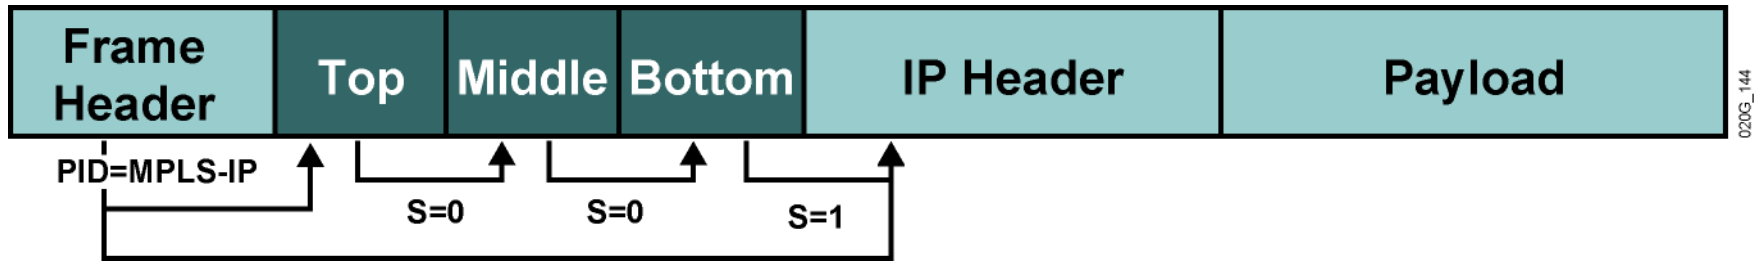 Frame
Header
Top
Middle
Bottom
IP Header
Payload
PID=MPLS-IP
S=0
S=0
S=1
020G_144